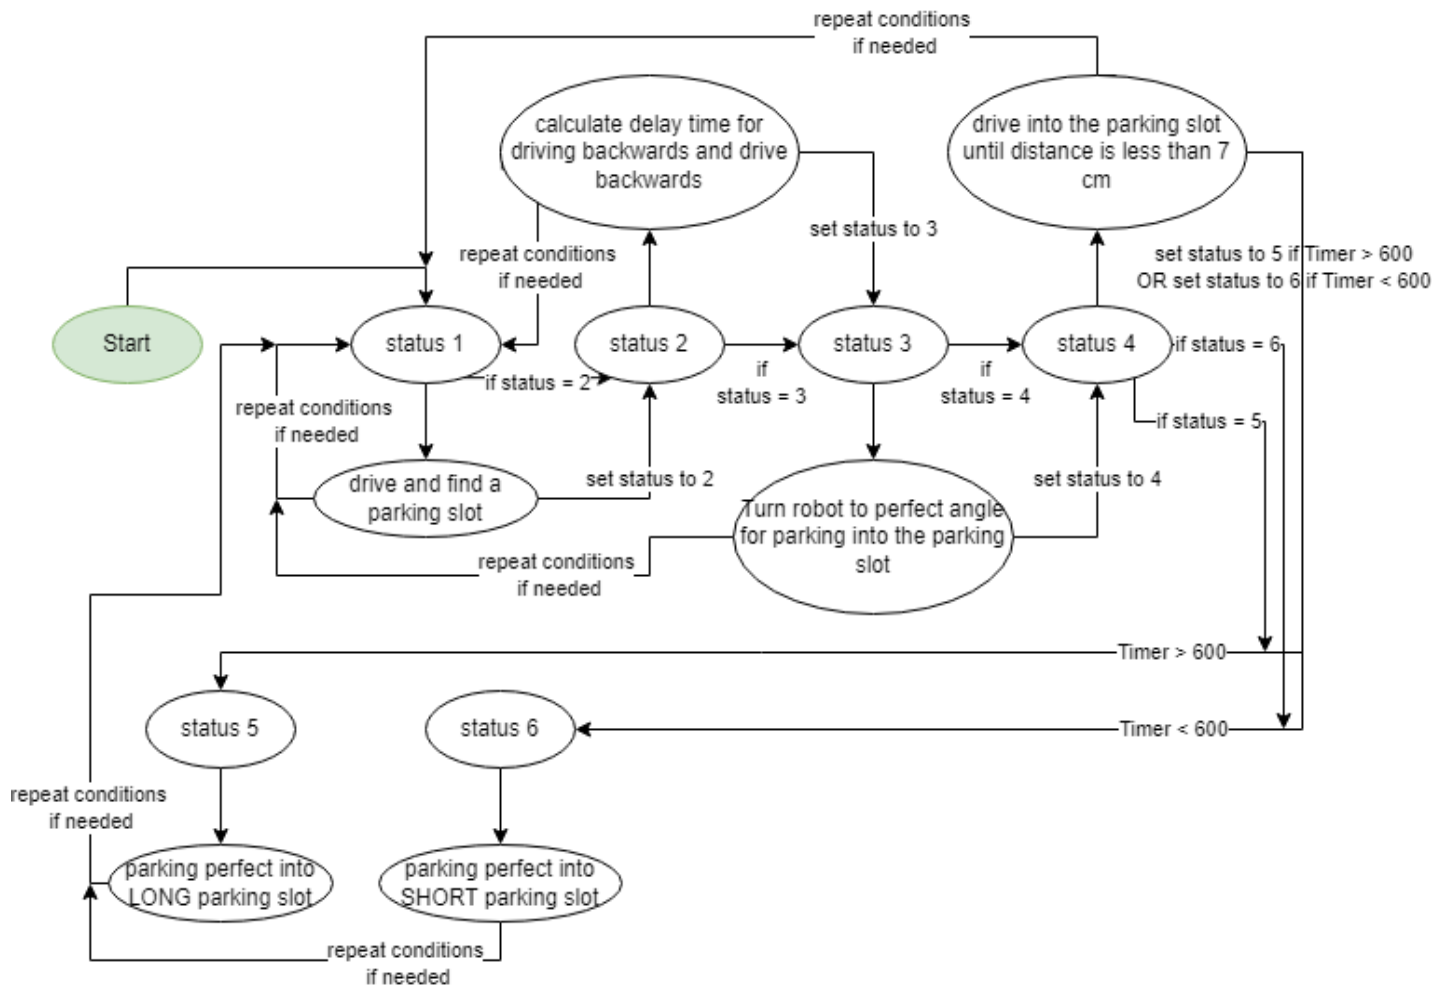 repeat conditions
if needed
calculate delay time for
driving backwards and drive
backwards
drive into the parking slot
until distance is less than 7
cm
set status to 3
repeat conditions
if needed
set status to 5 if Timer > 600
OR set status to 6 if Timer < 600
Start
status 1
status 2
status 3
status 4
if status = 6
if status = 2
if
status = 3
if
status = 4
repeat conditions
if needed
if status = 5
drive and find a
parking slot
set status to 2
Turn robot to perfect angle
for parking into the parking
slot
set status to 4
repeat conditions
if needed
Timer > 600
status 5
status 6
Timer < 600
repeat conditions
if needed
parking perfect into
LONG parking slot
parking perfect into
SHORT parking slot
repeat conditions
if needed